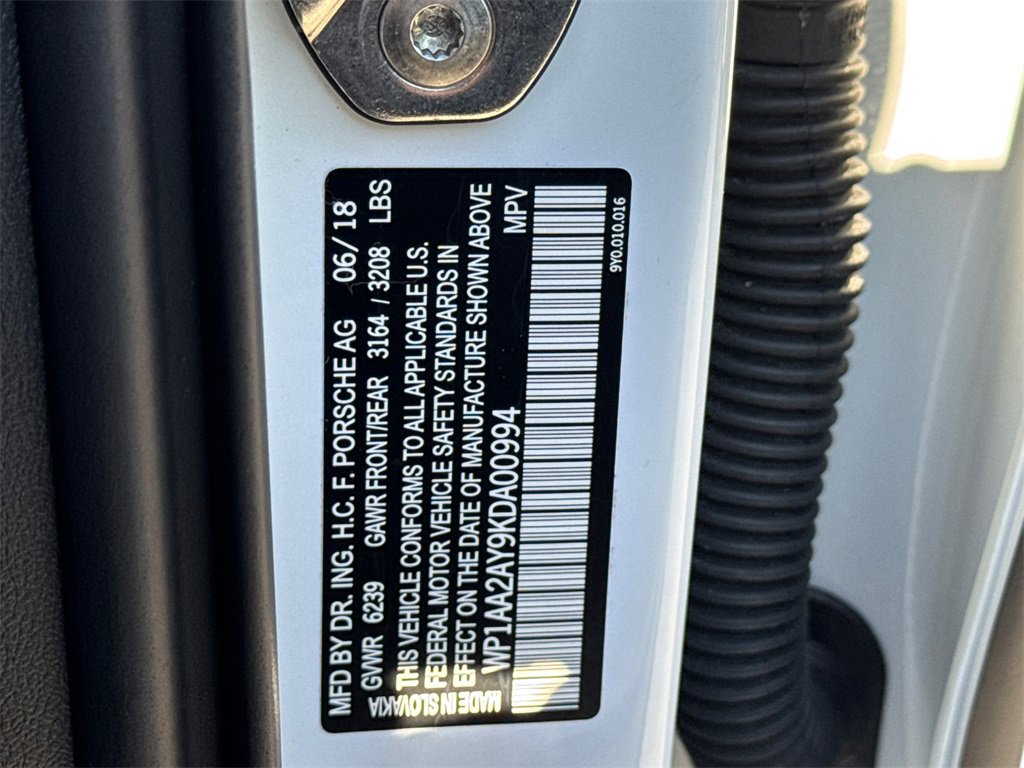 MFD BY DR. ING. H.C. F. PORSCHE AG 06/18
GVWR 6239 GAWR FRONT/REAR 3164 / 3208 LBS
THIS VEHICLE CONFORMS TO ALL APPLICABLE U.S.
FEDERAL MOTOR VEHICLE SAFETY STANDARDS IN
EFFECT ON THE DATE OF MANUFACTURE SHOWN ABOVE
WP1AA2AY9KDA00994 MPV
MADE IN SLOVAKIA
9Y0.010.016